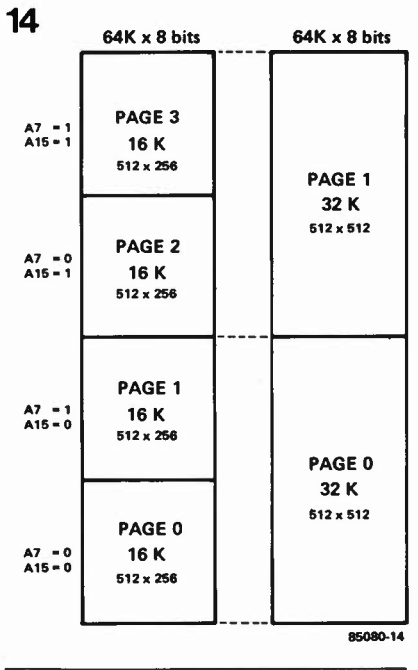 14
64K x 8 bits
64K x 8 bits
A7 = 1
A15 = 1
PAGE 3
16 K
512 x 256
A7 = 0
A15 = 1
PAGE 2
16 K
512 x 256
PAGE 1
32 K
512 x 512
A7 = 1
A15 = 0
PAGE 1
16 K
512 x 256
A7 = 0
A15 = 0
PAGE 0
16 K
512 x 256
PAGE 0
32 K
512 x 512
85080-14